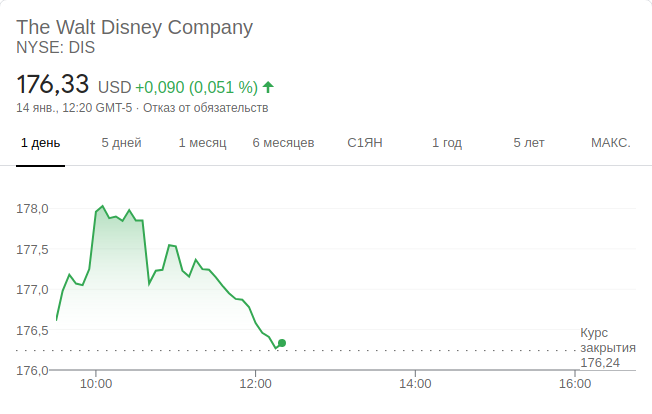 The Walt Disney Company
NYSE: DIS
176,33 USD +0,090 (0,051 %)
14 янв., 12:20 GMT-5 · Отказ от обязательств
1 день 5 дней 1 месяц 6 месяцев С1ЯН 1 год 5 лет МАКС.
178,0
177,5
177,0
176,5
Курс
закрытия
176,24
176,0
10:00 12:00 14:00 16:00